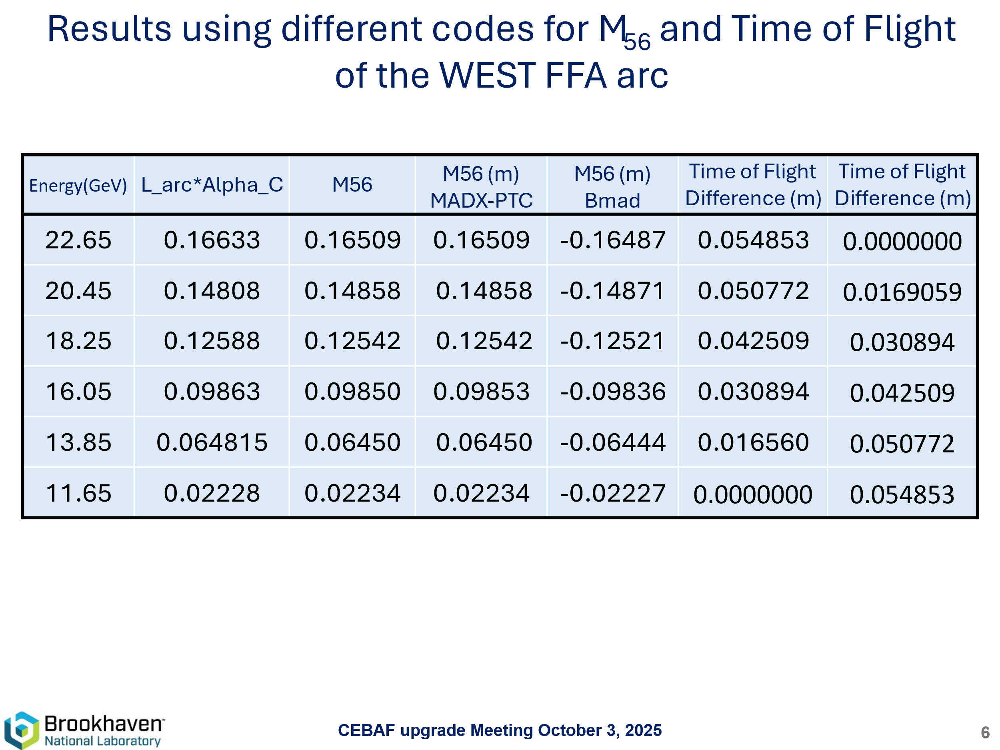 Results using different codes for M56 and Time of Flight
of the WEST FFA arc
Energy(GeV) L_arc*Alpha_C M56 M56 (m) MADX-PTC M56 (m) Bmad Time of Flight Difference (m) Time of Flight Difference (m)
22.65 0.16633 0.16509 0.16509 -0.16487 0.054853 0.0000000
20.45 0.14808 0.14858 0.14858 -0.14871 0.050772 0.0169059
18.25 0.12588 0.12542 0.12542 -0.12521 0.042509 0.030894
16.05 0.09863 0.09850 0.09853 -0.09836 0.030894 0.042509
13.85 0.064815 0.06450 0.06450 -0.06444 0.016560 0.050772
11.65 0.02228 0.02234 0.02234 -0.02227 0.0000000 0.054853
Brookhaven™
National Laboratory
CEBAF upgrade Meeting October 3, 2025
6